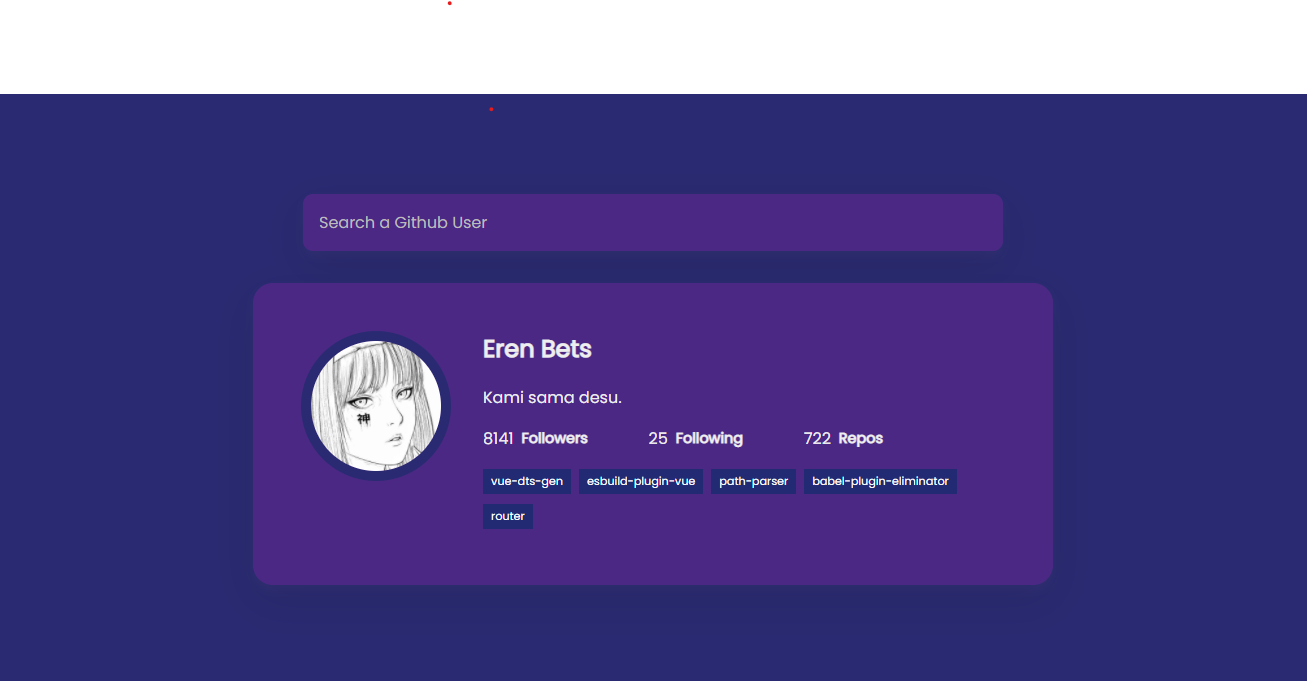 Search a Github User
Eren Bets
神
Kami sama desu.
8141 Followers 25 Following 722 Repos
vue-dts-gen esbuild-plugin-vue path-parser babel-plugin-eliminator
router